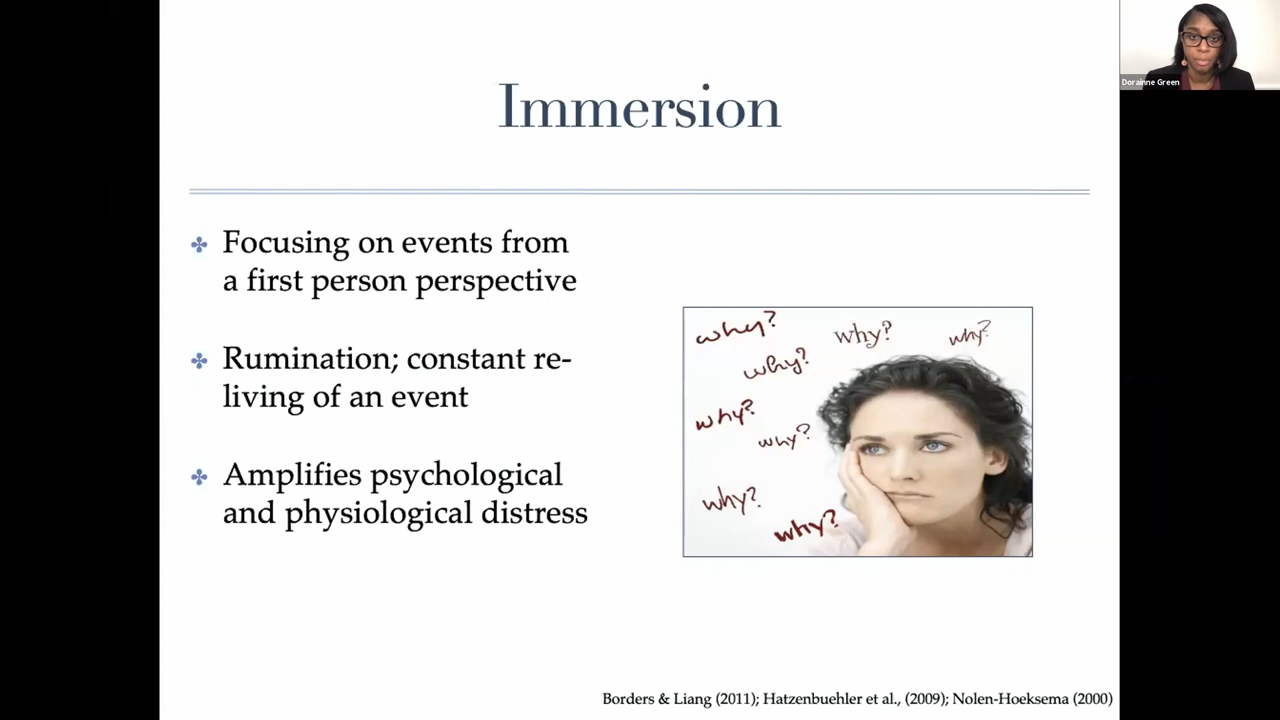 Dorainne Green
Immersion
Focusing on events from
a first person perspective
Rumination; constant re-
living of an event
Amplifies psychological
and physiological distress
why?
why?
why?
why?
why?
why?
why?
why?
Borders & Liang (2011); Hatzenbuehler et al., (2009); Nolen-Hoeksema (2000)